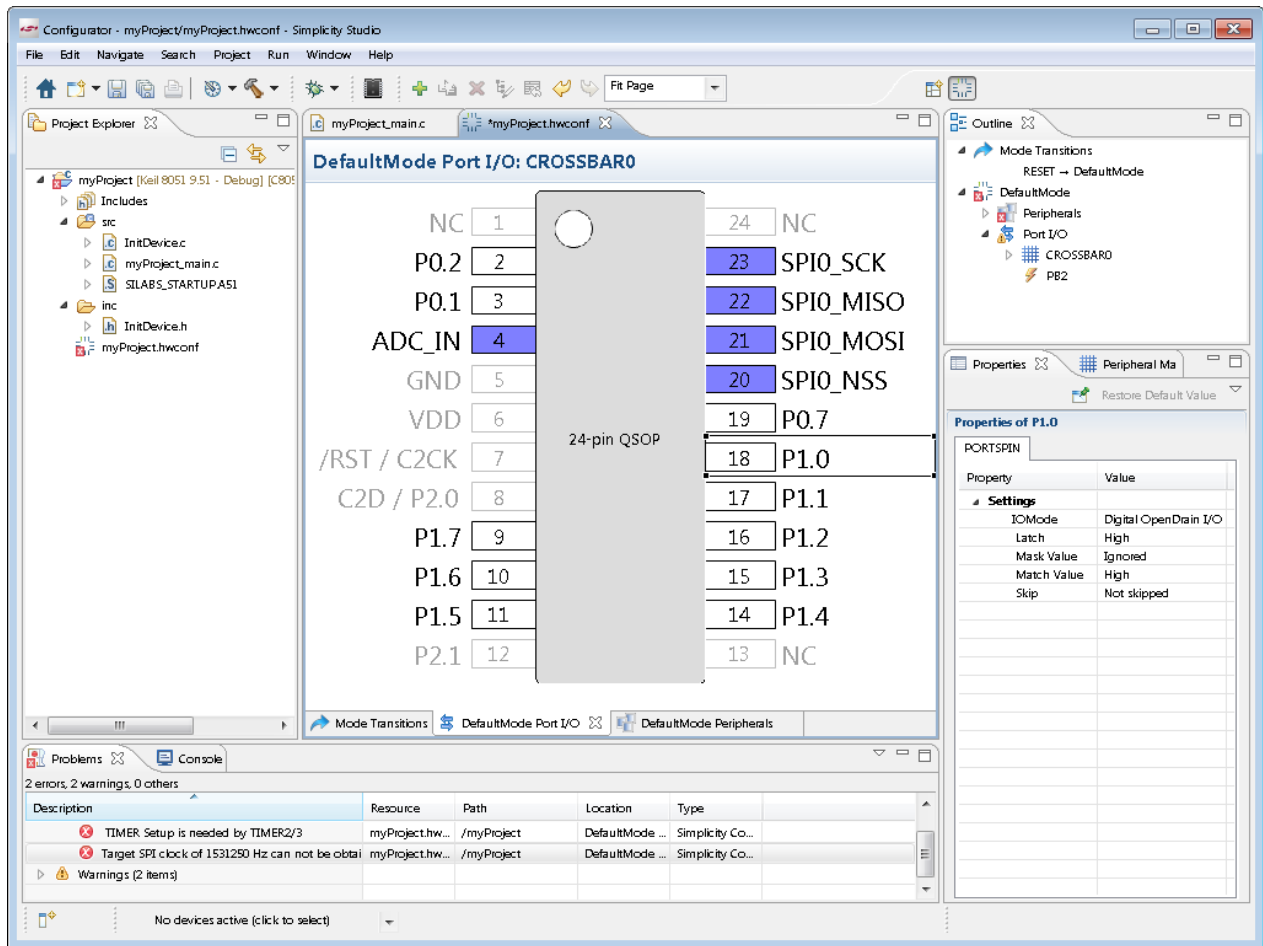 Configurator - myProject/myProject.hwconf - Simplicity Studio
File Edit Navigate Search Project Run Window Help
Fit Page
Project Explorer
myProject [Keil 8051 9.51 - Debug] [C805
Includes
src
InitDevice.c
myProject_main.c
SILABS_STARTUP.A51
inc
InitDevice.h
myProject.hwconf
myProject_main.c *myProject.hwconf
DefaultMode Port I/O: CROSSBAR0
NC 1 24 NC
P0.2 2 23 SPI0_SCK
P0.1 3 22 SPI0_MISO
ADC_IN 4 21 SPI0_MOSI
GND 5 20 SPI0_NSS
VDD 6 19 P0.7
24-pin QSOP
/RST / C2CK 7 18 P1.0
C2D / P2.0 8 17 P1.1
P1.7 9 16 P1.2
P1.6 10 15 P1.3
P1.5 11 14 P1.4
P2.1 12 13 NC
Mode Transitions DefaultMode Port I/O DefaultMode Peripherals
Outline
Mode Transitions
RESET → DefaultMode
DefaultMode
Peripherals
Port I/O
CROSSBAR0
PB2
Properties Peripheral Ma
Restore Default Value
Properties of P1.0
PORTSPIN
Property Value
Settings
IOMode Digital OpenDrain I/O
Latch High
Mask Value Ignored
Match Value High
Skip Not skipped
Problems Console
2 errors, 2 warnings, 0 others
Description Resource Path Location Type
TIMER Setup is needed by TIMER2/3 myProject.hw... /myProject DefaultMode ... Simplicity Co...
Target SPI clock of 1531250 Hz can not be obtai myProject.hw... /myProject DefaultMode ... Simplicity Co...
Warnings (2 items)
No devices active (click to select)